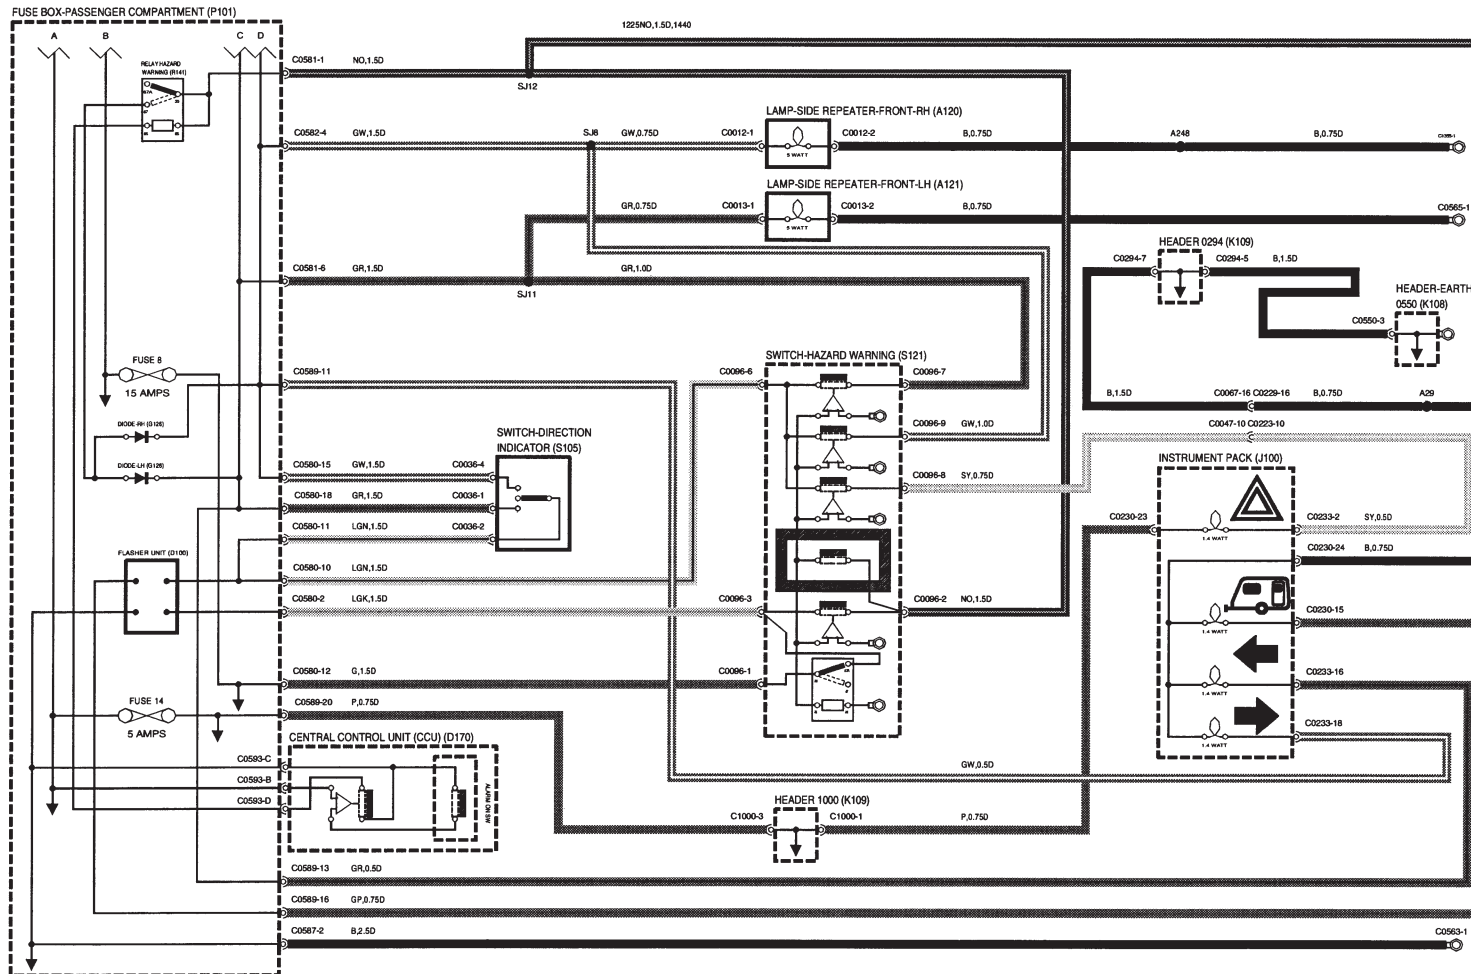 FUSE BOX-PASSENGER COMPARTMENT (P101)
A
B
C
D
RELAY HAZARD
WARNING (R141)
C0581-1 NO,1.5D
1225NO,1.5D,1440
SJ12
C0582-4 GW,1.5D
SJ8
GW,0.75D
C0012-1
LAMP-SIDE REPEATER-FRONT-RH (A120)
5 WATT
C0012-2
B,0.75D
A248
B,0.75D
LAMP-SIDE REPEATER-FRONT-LH (A121)
GR,0.75D
C0013-1
5 WATT
C0013-2
B,0.75D
C0565-1
C0581-6 GR,1.5D
GR,1.0D
SJ11
HEADER 0294 (K109)
C0294-7
C0294-5
B,1.5D
HEADER-EARTH
0550 (K108)
C0550-3
FUSE 8
15 AMPS
C0589-11
SWITCH-HAZARD WARNING (S121)
C0096-6
C0096-7
B,1.5D
C0067-16 C0229-16
B,0.75D
A29
C0047-10 C0223-10
DIODE-RH (G126)
DIODE-LH (G126)
SWITCH-DIRECTION
INDICATOR (S105)
C0096-9 GW,1.0D
C0580-15 GW,1.5D C0036-4
C0580-18 GR,1.5D C0036-1
C0580-11 LGN,1.5D C0036-2
C0096-8 SY,0.75D
INSTRUMENT PACK (J100)
C0230-23
1.4 WATT
C0233-2 SY,0.5D
C0230-24 B,0.75D
FLASHER UNIT (D100)
C0580-10 LGN,1.5D
C0580-2 LGK,1.5D
C0096-3
C0096-2 NO,1.5D
1.4 WATT
C0230-15
C0580-12 G,1.5D
C0096-1
1.4 WATT
C0233-16
FUSE 14
5 AMPS
C0589-20 P,0.75D
1.4 WATT
C0233-18
CENTRAL CONTROL UNIT (CCU) (D170)
C0593-C
C0593-B
C0593-D
ALARM ON SW
GW,0.5D
HEADER 1000 (K109)
C1000-3
C1000-1
P,0.75D
C0589-13 GR,0.5D
C0589-16 GP,0.75D
C0587-2 B,2.5D
C0563-1